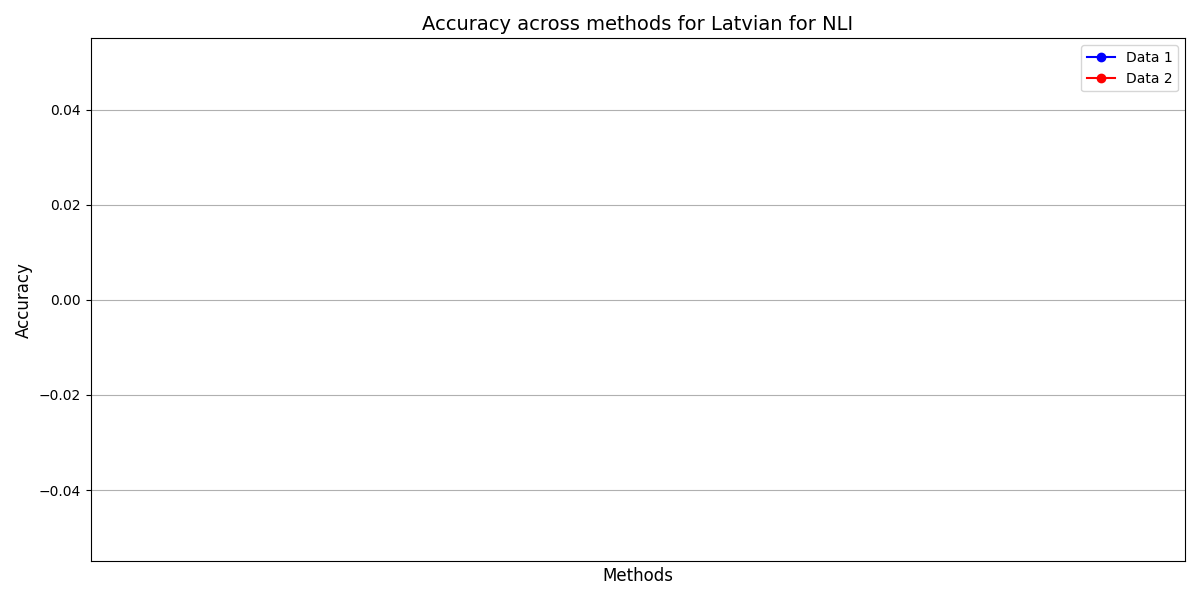 Accuracy across methods for Latvian for NLI
Data 1
Data 2
0.04
0.02
0.00
−0.02
−0.04
Accuracy
Methods